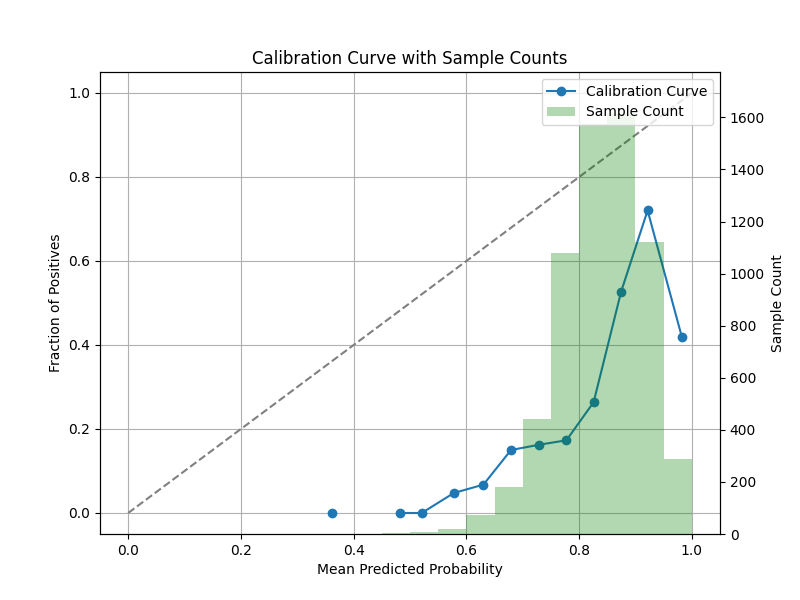 Calibration Curve with Sample Counts
Calibration Curve
Sample Count
1.0
0.8
0.6
0.4
0.2
0.0
Fraction of Positives
1600
1400
1200
1000
800
600
400
200
0
Sample Count
0.0 0.2 0.4 0.6 0.8 1.0
Mean Predicted Probability